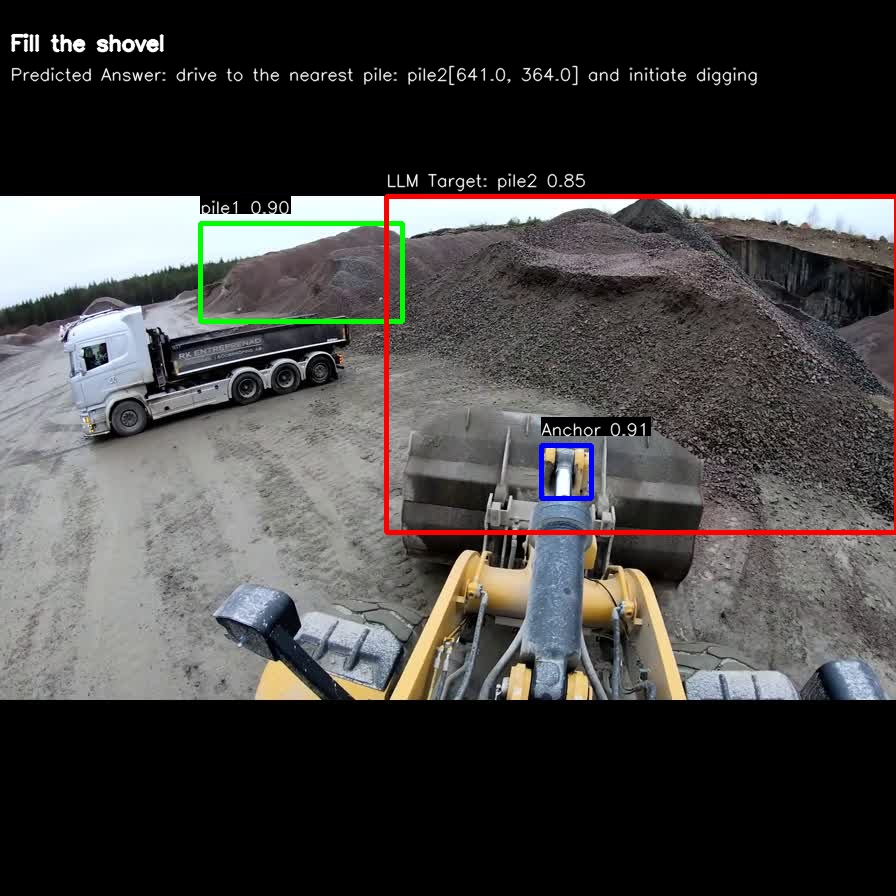 Fill the shovel
Predicted Answer: drive to the nearest pile: pile2[641.0, 364.0] and initiate digging
LLM Target: pile2 0.85
pile1 0.90
RK ENTREPRENAD
Anchor 0.91